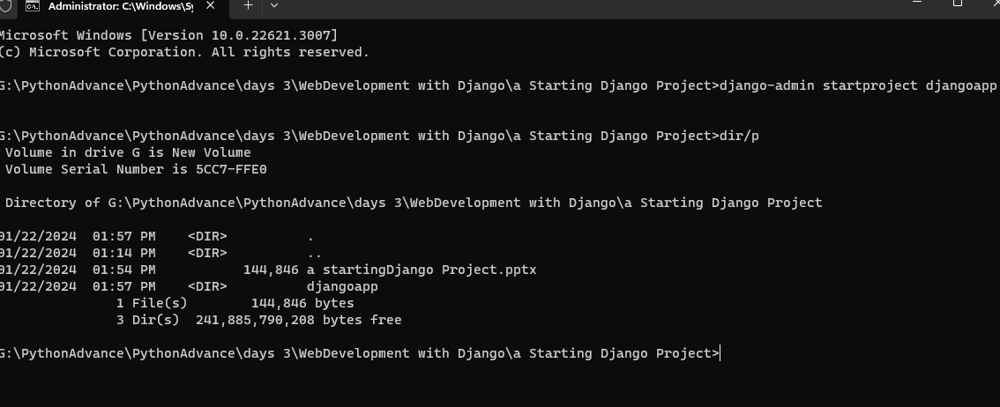 Administrator: C:\Windows\Sy
Microsoft Windows [Version 10.0.22621.3007]
(c) Microsoft Corporation. All rights reserved.
G:\PythonAdvance\PythonAdvance\days 3\WebDevelopment with Django\a Starting Django Project>django-admin startproject djangoapp
G:\PythonAdvance\PythonAdvance\days 3\WebDevelopment with Django\a Starting Django Project>dir/p
Volume in drive G is New Volume
Volume Serial Number is 5CC7-FFE0
Directory of G:\PythonAdvance\PythonAdvance\days 3\WebDevelopment with Django\a Starting Django Project
01/22/2024 01:57 PM <DIR> .
01/22/2024 01:14 PM <DIR> ..
01/22/2024 01:54 PM 144,846 a startingDjango Project.pptx
01/22/2024 01:57 PM <DIR> djangoapp
1 File(s) 144,846 bytes
3 Dir(s) 241,885,790,208 bytes free
G:\PythonAdvance\PythonAdvance\days 3\WebDevelopment with Django\a Starting Django Project>